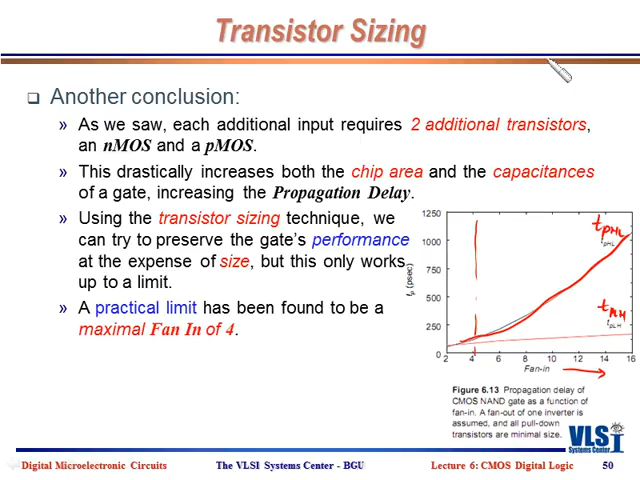 Transistor Sizing
Another conclusion:
» As we saw, each additional input requires 2 additional transistors,
an nMOS and a pMOS.
» This drastically increases both the chip area and the capacitances
of a gate, increasing the Propagation Delay.
» Using the transistor sizing technique, we
can try to preserve the gate's performance
at the expense of size, but this only works
up to a limit.
» A practical limit has been found to be a
maximal Fan In of 4.
1250
1000
750
500
250
0
tp (psec)
tpHL
tpHL
tpLH
tpLH
2 4 6 8 10 12 14 16
Fan-in
Figure 6.13 Propagation delay of
CMOS NAND gate as a function of
fan-in. A fan-out of one inverter is
assumed, and all pull-down
transistors are minimal size.
VLSI
Systems Center
Digital Microelectronic Circuits The VLSI Systems Center - BGU Lecture 6: CMOS Digital Logic 50